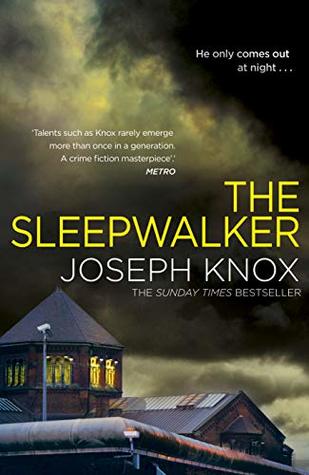 He only comes out
at night . . .
'Talents such as Knox rarely emerge
more than once in a generation.
A crime fiction masterpiece'.'
METRO
THE
SLEEPWALKER
JOSEPH KNOX
THE SUNDAY TIMES BESTSELLER